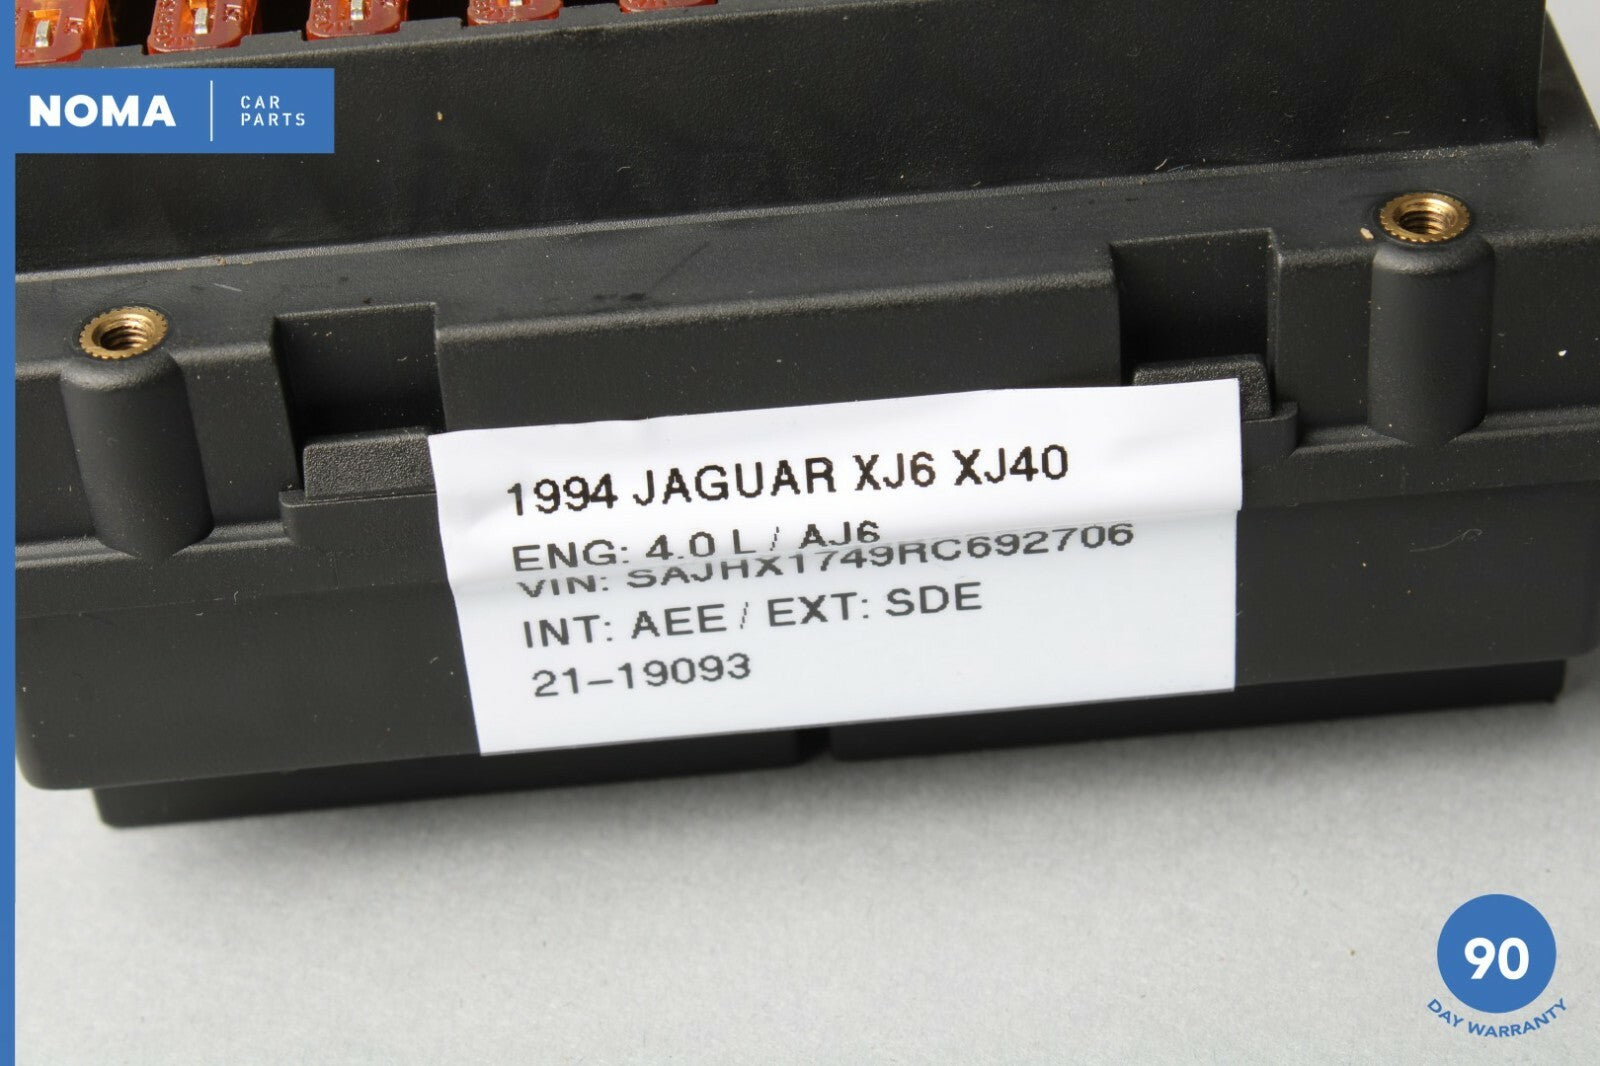 NOMA
CAR
PARTS
1994 JAGUAR XJ6 XJ40
ENG: 4.0 L / AJ6
VIN: SAJHX1749RC692706
INT: AEE / EXT: SDE
21-19093
90
DAY WARRANTY